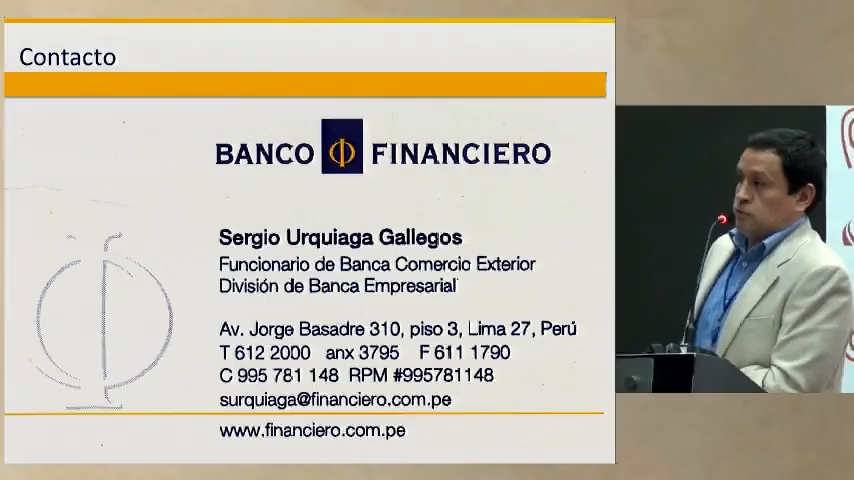 Contacto
BANCO FINANCIERO
Sergio Urquiaga Gallegos
Funcionario de Banca Comercio Exterior
División de Banca Empresarial
Av. Jorge Basadre 310, piso 3, Lima 27, Perú
T 612 2000 anx 3795 F 611 1790
C 995 781 148 RPM #995781148
surquiaga@financiero.com.pe
www.financiero.com.pe